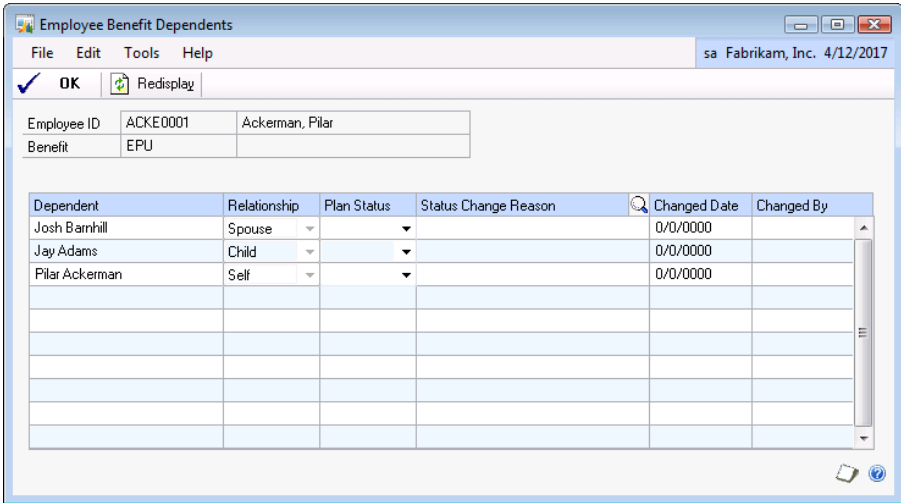 Employee Benefit Dependents
File Edit Tools Help sa Fabrikam, Inc. 4/12/2017
OK Redisplay
Employee ID ACKE0001 Ackerman, Pilar
Benefit EPU
Dependent Relationship Plan Status Status Change Reason Changed Date Changed By
Josh Barnhill Spouse 0/0/0000
Jay Adams Child 0/0/0000
Pilar Ackerman Self 0/0/0000